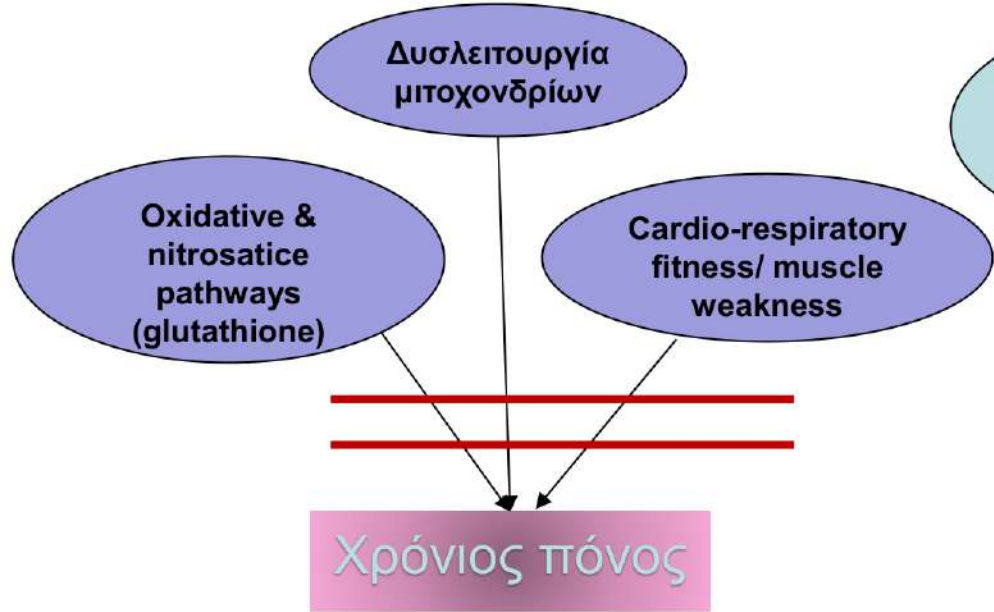 Δυσλειτουργία
μιτοχονδρίων
Oxidative &
nitrosatice
pathways
(glutathione)
Cardio-respiratory
fitness/ muscle
weakness
Χρόνιος πόνος